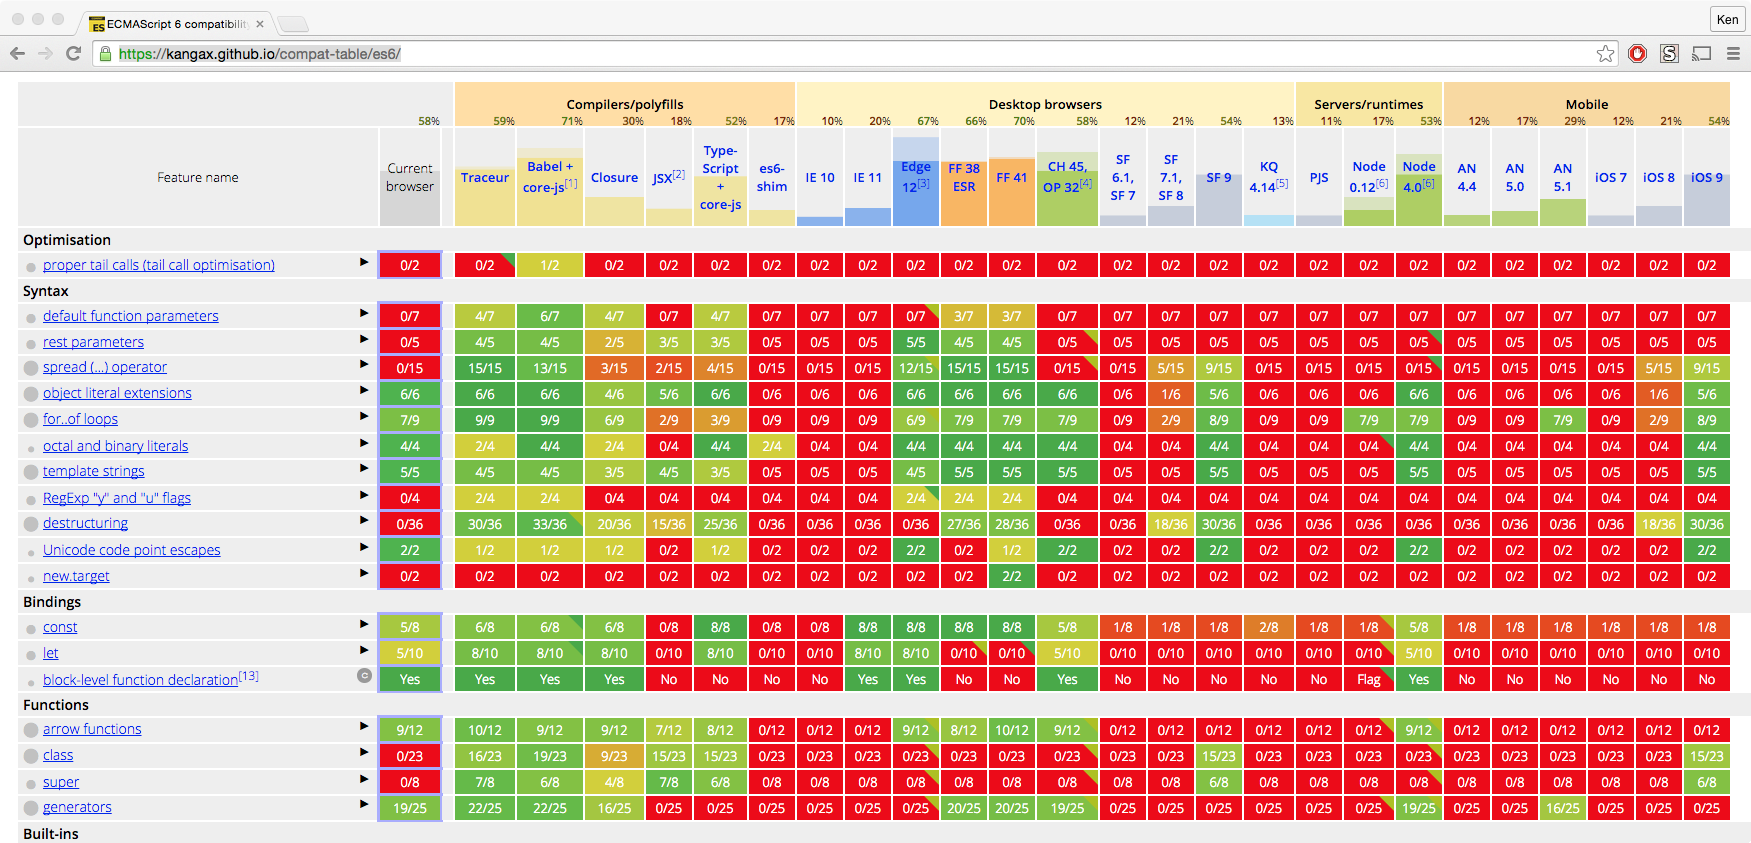 ECMAScript 6 compatibility
Ken
https://kangax.github.io/compat-table/es6/
Compilers/polyfills Desktop browsers Servers/runtimes Mobile
58% 59% 71% 30% 18% 52% 17% 10% 20% 67% 66% 70% 58% 12% 21% 54% 13% 11% 17% 53% 12% 17% 29% 12% 21% 54%
Feature name Current browser Traceur Babel + core-js[1] Closure JSX[2] Type-Script + core-js es6-shim IE 10 IE 11 Edge 12[3] FF 38 ESR FF 41 CH 45, OP 32[4] SF 6.1, SF 7 SF 7.1, SF 8 SF 9 KQ 4.14[5] PJS Node 0.12[6] Node 4.0[6] AN 4.4 AN 5.0 AN 5.1 iOS 7 iOS 8 iOS 9
Optimisation
proper tail calls (tail call optimisation) 0/2 0/2 1/2 0/2 0/2 0/2 0/2 0/2 0/2 0/2 0/2 0/2 0/2 0/2 0/2 0/2 0/2 0/2 0/2 0/2 0/2 0/2 0/2 0/2 0/2 0/2
Syntax
default function parameters 0/7 4/7 6/7 4/7 0/7 4/7 0/7 0/7 0/7 0/7 3/7 3/7 0/7 0/7 0/7 0/7 0/7 0/7 0/7 0/7 0/7 0/7 0/7 0/7 0/7 0/7
rest parameters 0/5 4/5 4/5 2/5 3/5 3/5 0/5 0/5 0/5 5/5 4/5 4/5 0/5 0/5 0/5 0/5 0/5 0/5 0/5 0/5 0/5 0/5 0/5 0/5 0/5 0/5
spread (...) operator 0/15 15/15 13/15 3/15 2/15 4/15 0/15 0/15 0/15 12/15 15/15 15/15 0/15 0/15 5/15 9/15 0/15 0/15 0/15 0/15 0/15 0/15 0/15 0/15 5/15 9/15
object literal extensions 6/6 6/6 6/6 4/6 5/6 6/6 0/6 0/6 0/6 6/6 6/6 6/6 6/6 0/6 1/6 5/6 0/6 0/6 0/6 6/6 0/6 0/6 0/6 0/6 1/6 5/6
for..of loops 7/9 9/9 9/9 6/9 2/9 3/9 0/9 0/9 0/9 6/9 7/9 7/9 7/9 0/9 2/9 8/9 0/9 0/9 7/9 7/9 0/9 0/9 7/9 0/9 2/9 8/9
octal and binary literals 4/4 2/4 4/4 2/4 0/4 4/4 2/4 0/4 0/4 4/4 4/4 4/4 4/4 0/4 0/4 4/4 0/4 0/4 0/4 4/4 0/4 0/4 0/4 0/4 0/4 4/4
template strings 5/5 4/5 4/5 3/5 4/5 3/5 0/5 0/5 0/5 4/5 5/5 5/5 5/5 0/5 0/5 5/5 0/5 0/5 0/5 5/5 0/5 0/5 0/5 0/5 0/5 5/5
RegExp "y" and "u" flags 0/4 2/4 2/4 0/4 0/4 0/4 0/4 0/4 0/4 2/4 2/4 2/4 0/4 0/4 0/4 0/4 0/4 0/4 0/4 0/4 0/4 0/4 0/4 0/4 0/4 0/4
destructuring 0/36 30/36 33/36 20/36 15/36 25/36 0/36 0/36 0/36 0/36 27/36 28/36 0/36 0/36 18/36 30/36 0/36 0/36 0/36 0/36 0/36 0/36 0/36 0/36 18/36 30/36
Unicode code point escapes 2/2 1/2 1/2 1/2 0/2 1/2 0/2 0/2 0/2 2/2 0/2 1/2 2/2 0/2 0/2 2/2 0/2 0/2 0/2 2/2 0/2 0/2 0/2 0/2 0/2 2/2
new.target 0/2 0/2 0/2 0/2 0/2 0/2 0/2 0/2 0/2 0/2 0/2 2/2 0/2 0/2 0/2 0/2 0/2 0/2 0/2 0/2 0/2 0/2 0/2 0/2 0/2 0/2
Bindings
const 5/8 6/8 6/8 6/8 0/8 8/8 0/8 0/8 8/8 8/8 8/8 8/8 5/8 1/8 1/8 1/8 2/8 1/8 1/8 5/8 1/8 1/8 1/8 1/8 1/8 1/8
let 5/10 8/10 8/10 8/10 0/10 8/10 0/10 0/10 8/10 8/10 0/10 0/10 5/10 0/10 0/10 0/10 0/10 0/10 0/10 5/10 0/10 0/10 0/10 0/10 0/10 0/10
block-level function declaration[13] C Yes Yes Yes Yes No No No No Yes Yes No No Yes No No No No No Flag Yes No No No No No No
Functions
arrow functions 9/12 10/12 9/12 9/12 7/12 8/12 0/12 0/12 0/12 9/12 8/12 10/12 9/12 0/12 0/12 0/12 0/12 0/12 0/12 9/12 0/12 0/12 0/12 0/12 0/12 0/12
class 0/23 16/23 19/23 9/23 15/23 15/23 0/23 0/23 0/23 0/23 0/23 0/23 0/23 0/23 0/23 15/23 0/23 0/23 0/23 0/23 0/23 0/23 0/23 0/23 0/23 15/23
super 0/8 7/8 6/8 4/8 7/8 6/8 0/8 0/8 0/8 0/8 0/8 0/8 0/8 0/8 0/8 6/8 0/8 0/8 0/8 0/8 0/8 0/8 0/8 0/8 0/8 6/8
generators 19/25 22/25 22/25 16/25 0/25 0/25 0/25 0/25 0/25 0/25 20/25 20/25 19/25 0/25 0/25 0/25 0/25 0/25 0/25 19/25 0/25 0/25 16/25 0/25 0/25 0/25
Built-ins